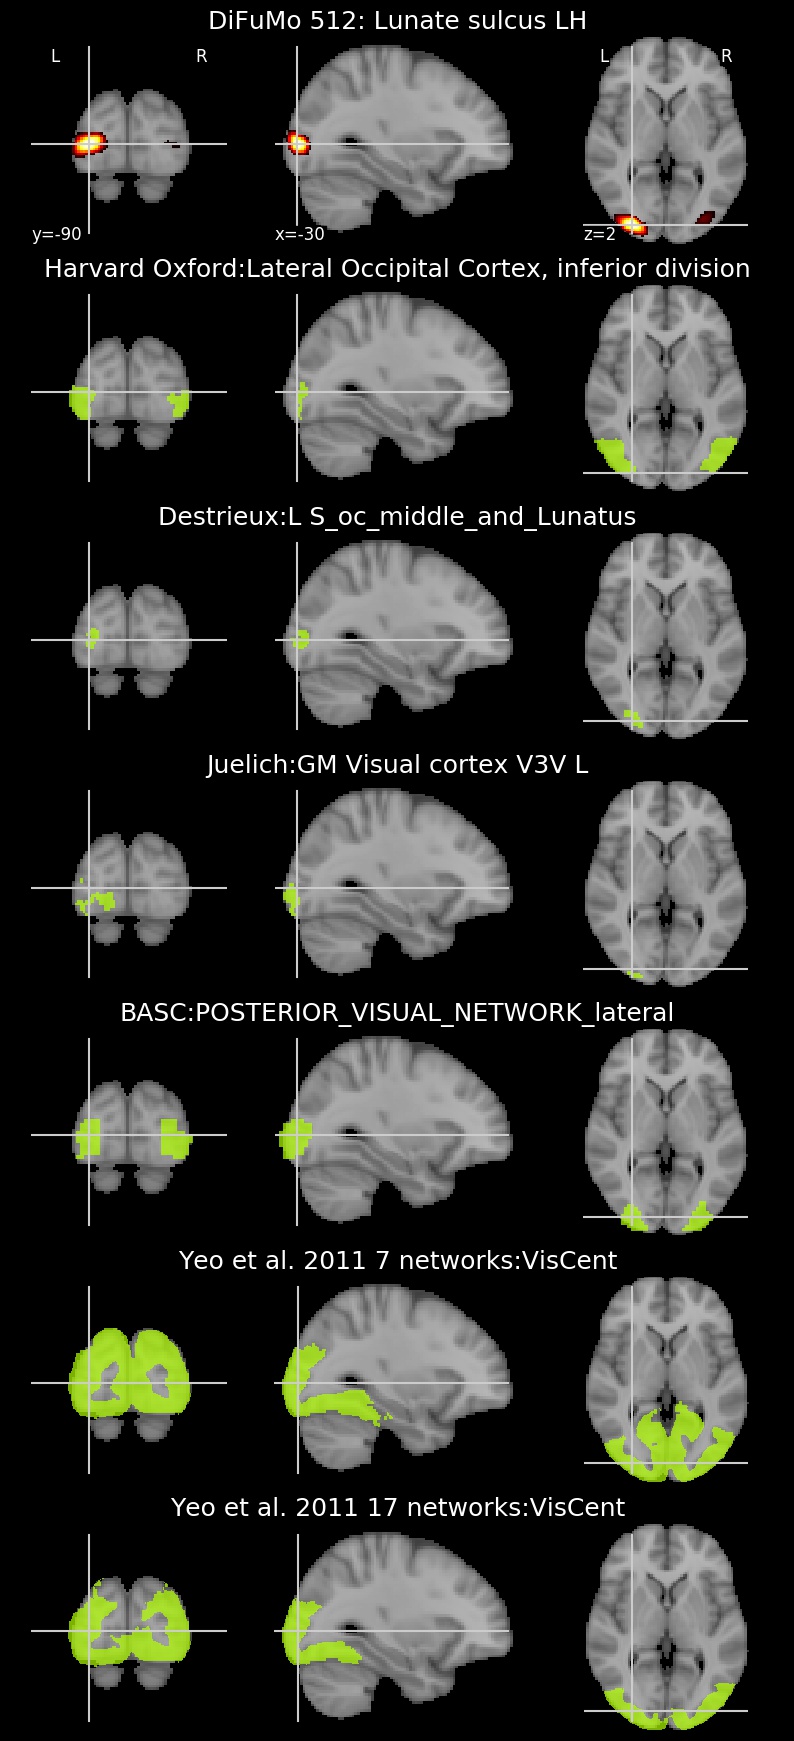 DiFuMo 512: Lunate sulcus LH
L R L R
y=-90 x=-30 z=2
Harvard Oxford:Lateral Occipital Cortex, inferior division
Destrieux:L S_oc_middle_and_Lunatus
Juelich:GM Visual cortex V3V L
BASC:POSTERIOR_VISUAL_NETWORK_lateral
Yeo et al. 2011 7 networks:VisCent
Yeo et al. 2011 17 networks:VisCent